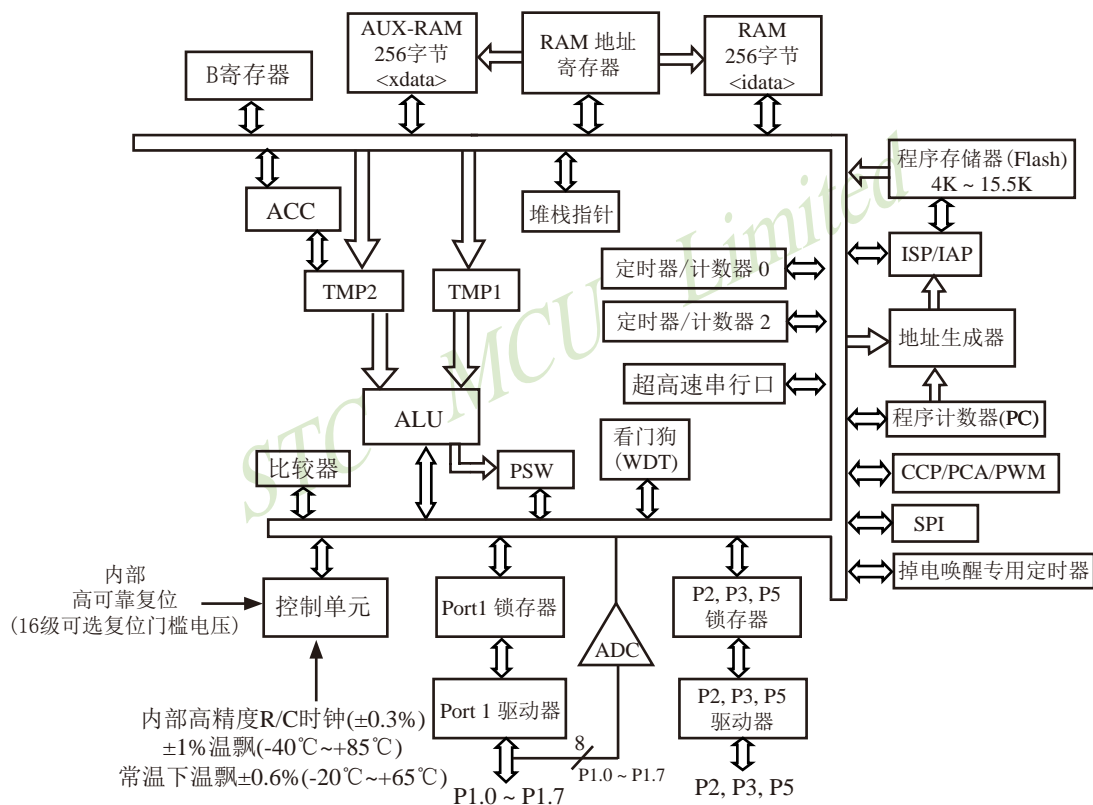 AUX-RAM
256字节
<xdata>
RAM 地址
寄存器
RAM
256字节
<idata>
B寄存器
程序存储器(Flash)
4K ~ 15.5K
ACC
堆栈指针
ISP/IAP
定时器/计数器 0
TMP2
TMP1
定时器/计数器 2
地址生成器
超高速串行口
ALU
程序计数器(PC)
看门狗
(WDT)
比较器
PSW
CCP/PCA/PWM
SPI
掉电唤醒专用定时器
内部
高可靠复位
(16级可选复位门槛电压)
控制单元
Port1 锁存器
ADC
P2, P3, P5
锁存器
内部高精度R/C时钟(±0.3%)
±1%温飘(-40℃~+85℃)
常温下温飘±0.6%(-20℃~+65℃)
Port 1 驱动器
P2, P3, P5
驱动器
8
P1.0 ~ P1.7
P1.0 ~ P1.7
P2, P3, P5
STC MCU Limited